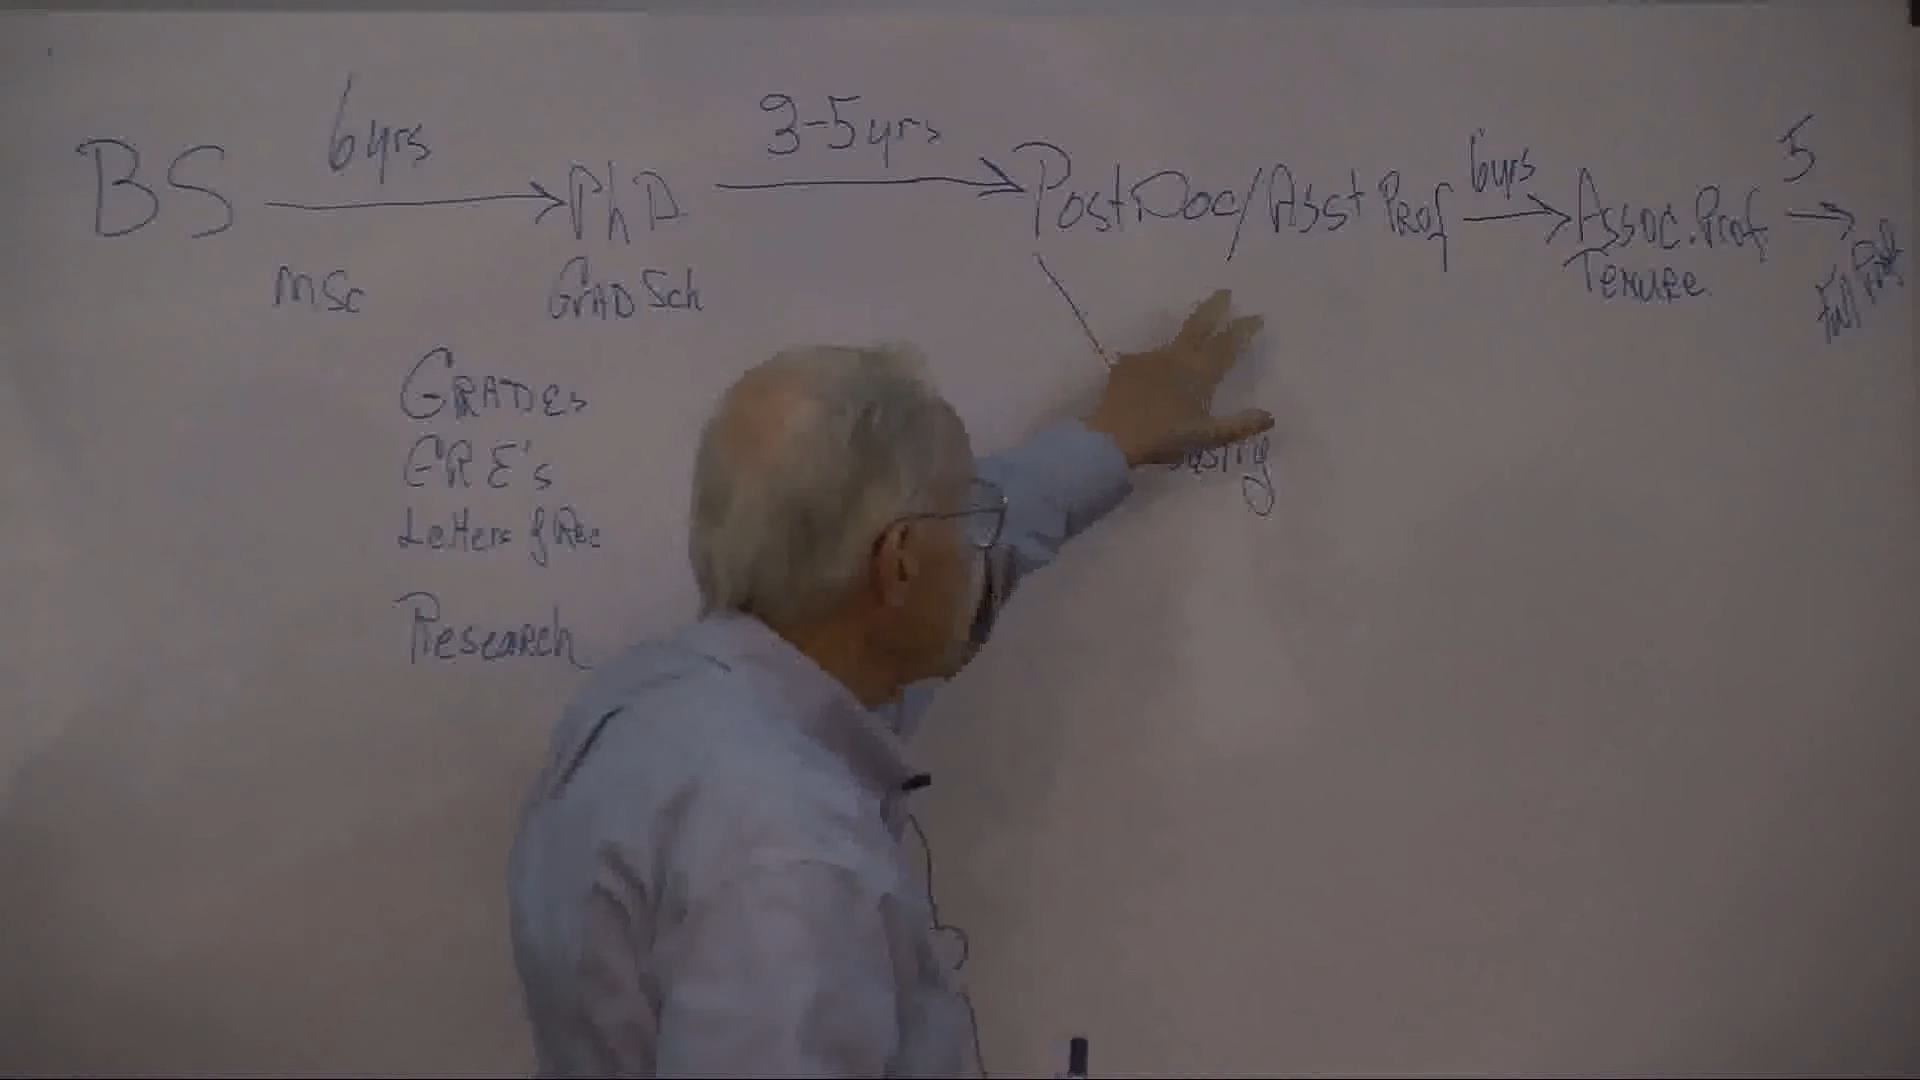 BS 6yrs PhD 3-5yrs PostDoc/Asst Prof 6yrs Assoc. Prof. 5
MSc GRAD Sch Tenure Full Prof
GRADES
GRE's
Letters of Rec
Research